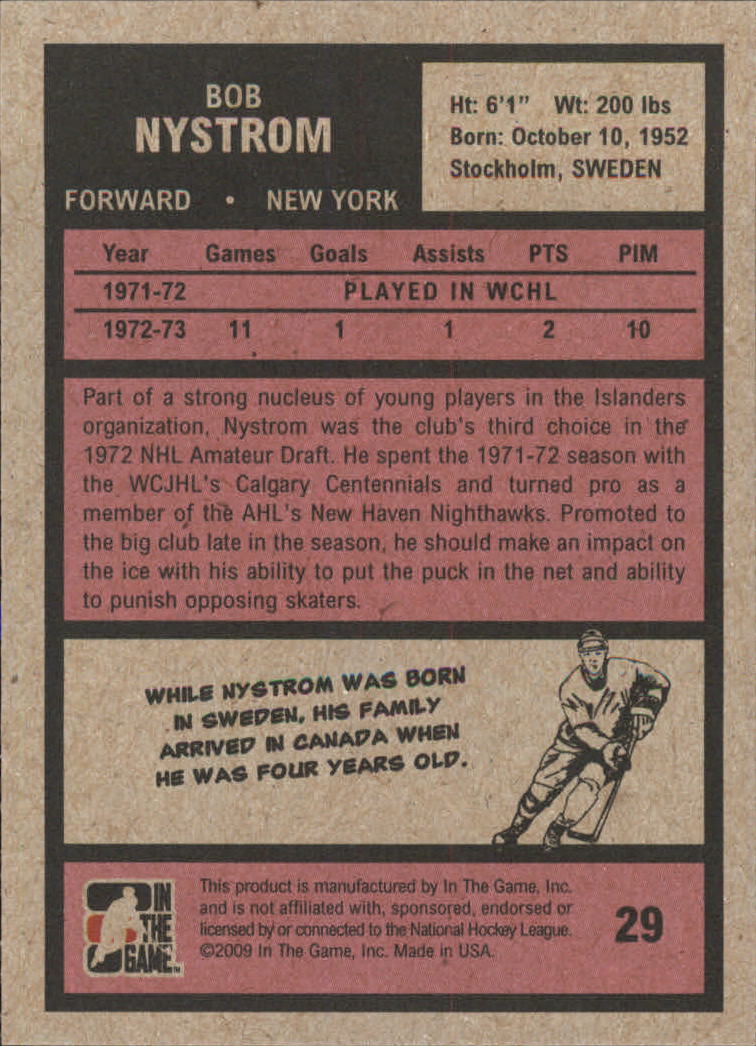 BOB
NYSTROM
FORWARD • NEW YORK
Ht: 6'1" Wt: 200 lbs
Born: October 10, 1952
Stockholm, SWEDEN
Year Games Goals Assists PTS PIM
1971-72 PLAYED IN WCHL
1972-73 11 1 1 2 10
Part of a strong nucleus of young players in the Islanders
organization, Nystrom was the club's third choice in the
1972 NHL Amateur Draft. He spent the 1971-72 season with
the WCJHL's Calgary Centennials and turned pro as a
member of the AHL's New Haven Nighthawks. Promoted to
the big club late in the season, he should make an impact on
the ice with his ability to put the puck in the net and ability
to punish opposing skaters.
WHILE NYSTROM WAS BORN
IN SWEDEN, HIS FAMILY
ARRIVED IN CANADA WHEN
HE WAS FOUR YEARS OLD.
IN
THE
GAME
This product is manufactured by In The Game, Inc.
and is not affiliated with, sponsored, endorsed or
licensed by or connected to the National Hockey League.
©2009 In The Game, Inc. Made in USA.
29